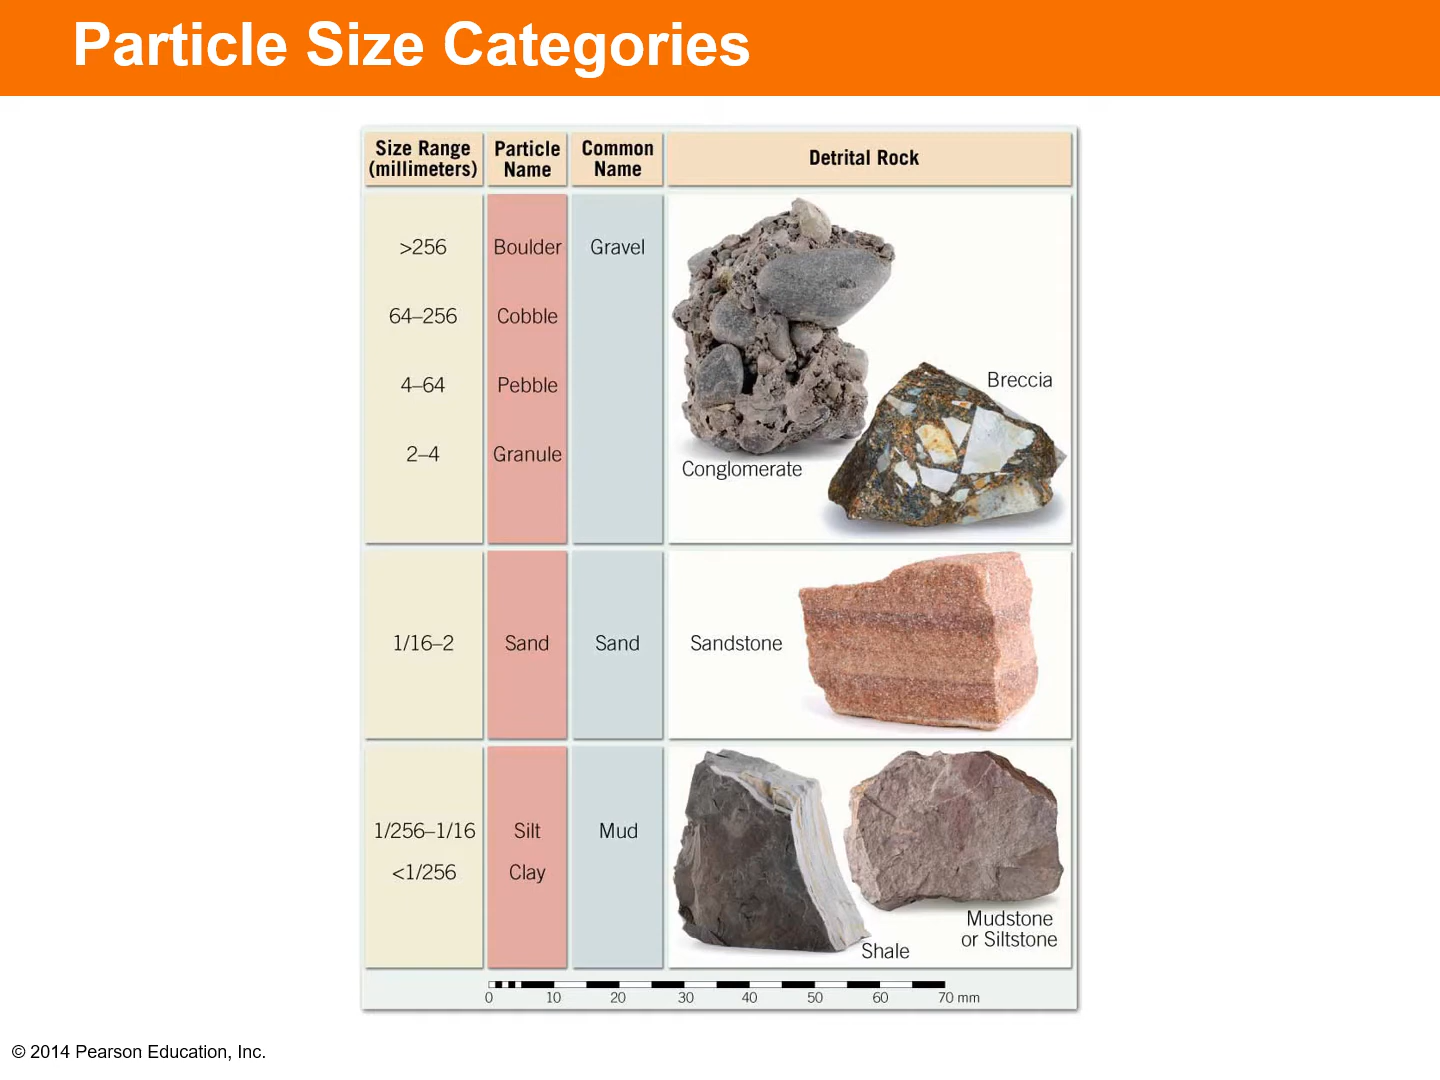 Particle Size Categories
Size Range
(millimeters)
Particle
Name
Common
Name
Detrital Rock
>256
Boulder
Gravel
64–256
Cobble
4–64
Pebble
2–4
Granule
Conglomerate
Breccia
1/16–2
Sand
Sand
Sandstone
1/256–1/16
Silt
Mud
<1/256
Clay
Shale
Mudstone
or Siltstone
0 10 20 30 40 50 60 70 mm
© 2014 Pearson Education, Inc.